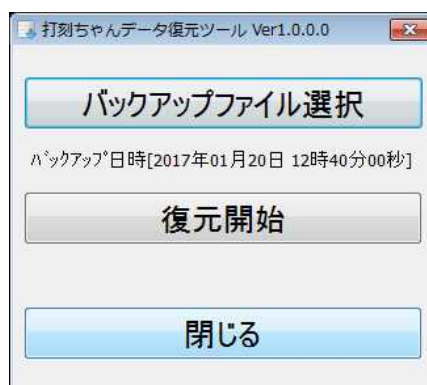 打刻ちゃんデータ復元ツール Ver1.0.0.0
バックアップファイル選択
ﾊﾞｯｸｱｯﾌﾟ日時[2017年01月20日 12時40分00秒]
復元開始
閉じる